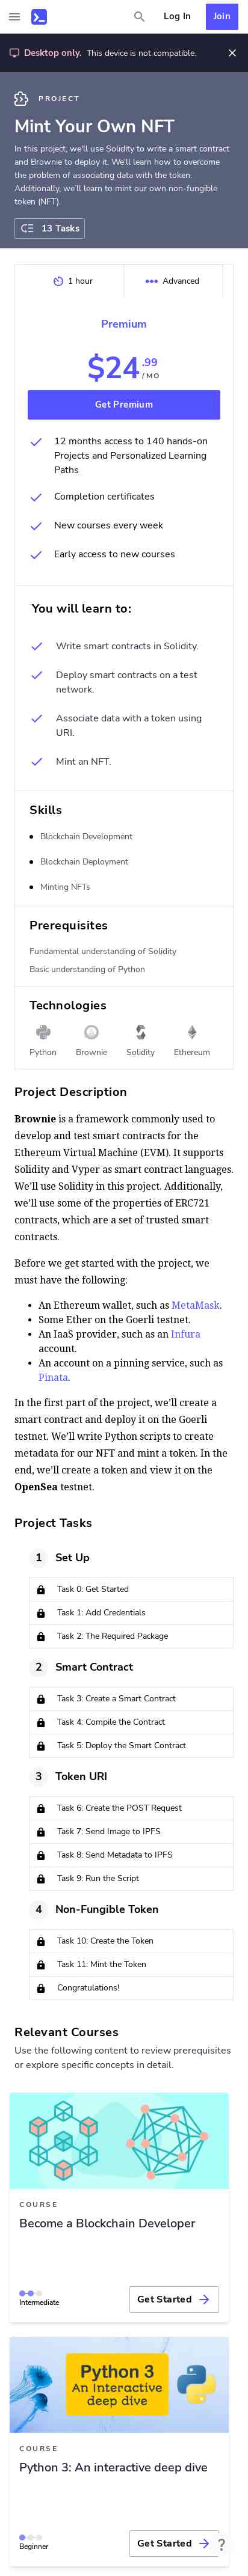 Log In
Join
Desktop only. This device is not compatible.
PROJECT
Mint Your Own NFT
In this project, we'll use Solidity to write a smart contract
and Brownie to deploy it. We'll learn how to overcome
the problem of associating data with the token.
Additionally, we'll learn to mint our own non-fungible
token (NFT).
13 Tasks
1 hour
Advanced
Premium
$24 .99
/ MO
Get Premium
12 months access to 140 hands-on
Projects and Personalized Learning
Paths
Completion certificates
New courses every week
Early access to new courses
You will learn to:
Write smart contracts in Solidity.
Deploy smart contracts on a test
network.
Associate data with a token using
URI.
Mint an NFT.
Skills
Blockchain Development
Blockchain Deployment
Minting NFTs
Prerequisites
Fundamental understanding of Solidity
Basic understanding of Python
Technologies
Python Brownie Solidity Ethereum
Project Description
Brownie is a framework commonly used to
develop and test smart contracts for the
Ethereum Virtual Machine (EVM). It supports
Solidity and Vyper as smart contract languages.
We'll use Solidity in this project. Additionally,
we'll use some of the properties of ERC721
contracts, which are a set of trusted smart
contracts.
Before we get started with the project, we
must have the following:
• An Ethereum wallet, such as MetaMask.
• Some Ether on the Goerli testnet.
• An IaaS provider, such as an Infura
account.
• An account on a pinning service, such as
Pinata.
In the first part of the project, we'll create a
smart contract and deploy it on the Goerli
testnet. We'll write Python scripts to create
metadata for our NFT and mint a token. In the
end, we'll create a token and view it on the
OpenSea testnet.
Project Tasks
1 Set Up
Task 0: Get Started
Task 1: Add Credentials
Task 2: The Required Package
2 Smart Contract
Task 3: Create a Smart Contract
Task 4: Compile the Contract
Task 5: Deploy the Smart Contract
3 Token URI
Task 6: Create the POST Request
Task 7: Send Image to IPFS
Task 8: Send Metadata to IPFS
Task 9: Run the Script
4 Non-Fungible Token
Task 10: Create the Token
Task 11: Mint the Token
Congratulations!
Relevant Courses
Use the following content to review prerequisites
or explore specific concepts in detail.
COURSE
Become a Blockchain Developer
Intermediate
Get Started
Python 3
An Interactive
deep dive
COURSE
Python 3: An interactive deep dive
Beginner
Get Started
?